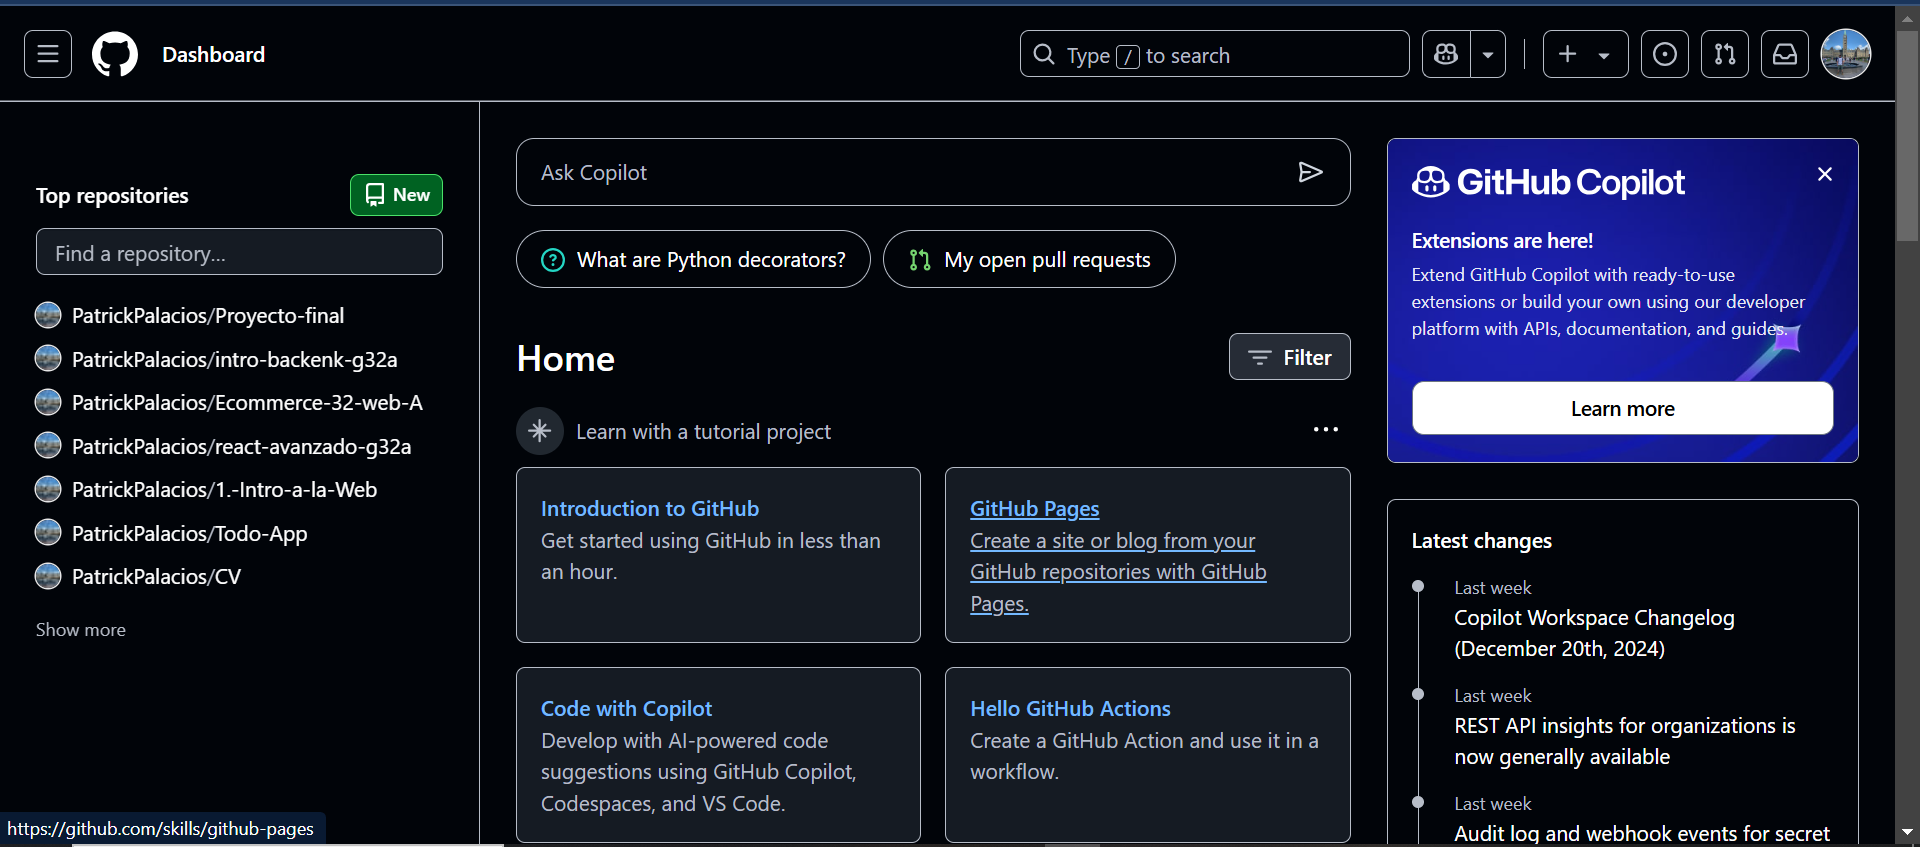 Dashboard
Type / to search
Top repositories
New
Find a repository...
PatrickPalacios/Proyecto-final
PatrickPalacios/intro-backenk-g32a
PatrickPalacios/Ecommerce-32-web-A
PatrickPalacios/react-avanzado-g32a
PatrickPalacios/1.-Intro-a-la-Web
PatrickPalacios/Todo-App
PatrickPalacios/CV
Show more
Ask Copilot
What are Python decorators?
My open pull requests
Home
Filter
Learn with a tutorial project
Introduction to GitHub
Get started using GitHub in less than
an hour.
GitHub Pages
Create a site or blog from your
GitHub repositories with GitHub
Pages.
Code with Copilot
Develop with AI-powered code
suggestions using GitHub Copilot,
Codespaces, and VS Code.
Hello GitHub Actions
Create a GitHub Action and use it in a
workflow.
GitHub Copilot
Extensions are here!
Extend GitHub Copilot with ready-to-use
extensions or build your own using our developer
platform with APIs, documentation, and guides.
Learn more
Latest changes
Last week
Copilot Workspace Changelog
(December 20th, 2024)
Last week
REST API insights for organizations is
now generally available
Last week
Audit log and webhook events for secret
https://github.com/skills/github-pages